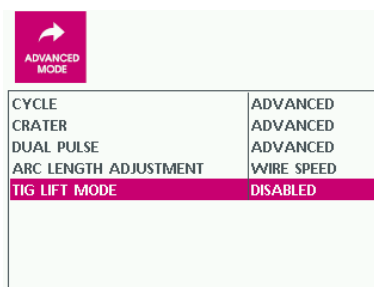 ADVANCED
MODE
CYCLE ADVANCED
CRATER ADVANCED
DUAL PULSE ADVANCED
ARC LENGTH ADJUSTMENT WIRE SPEED
TIG LIFT MODE DISABLED